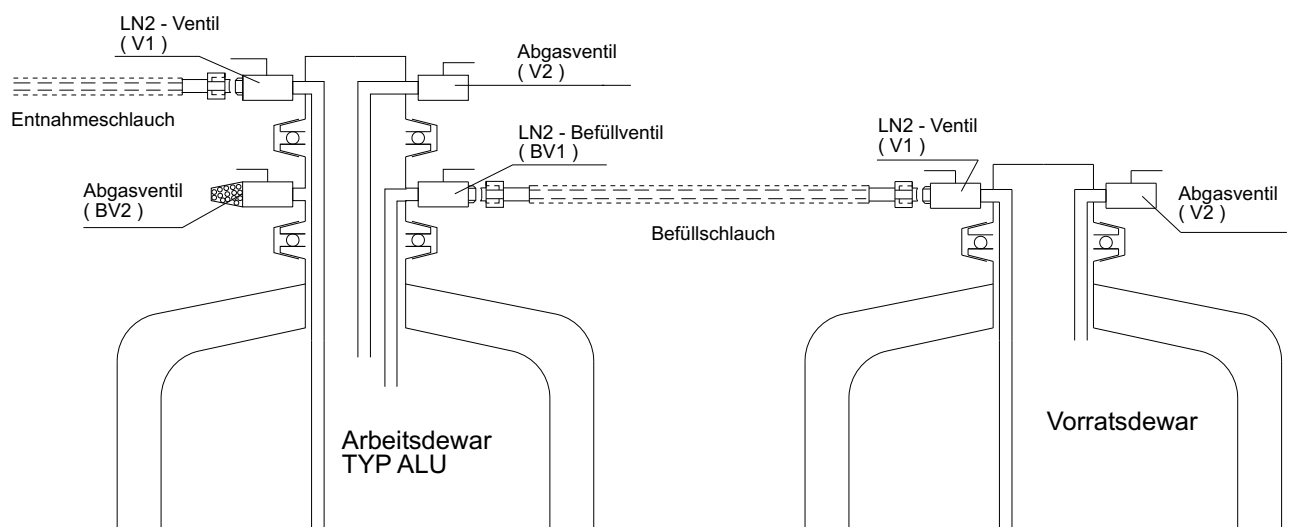 LN2 - Ventil
( V1 )
Abgasventil
( V2 )
Entnahmeschlauch
LN2 - Befüllventil
( BV1 )
LN2 - Ventil
( V1 )
Abgasventil
( BV2 )
Abgasventil
( V2 )
Befüllschlauch
Arbeitsdewar
TYP ALU
Vorratsdewar